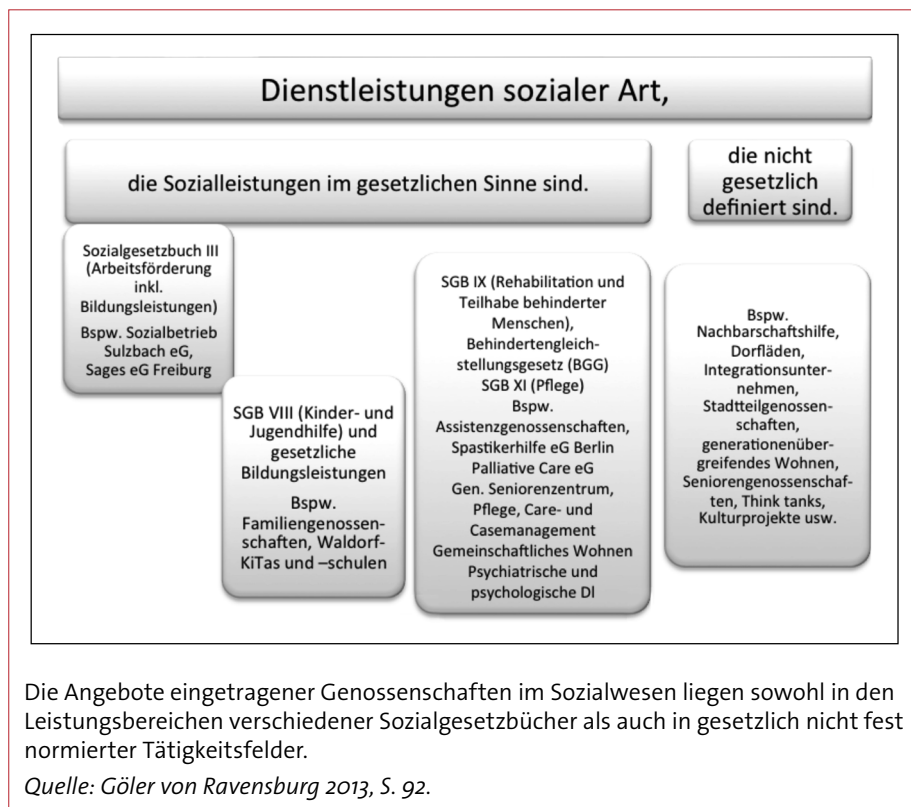 Dienstleistungen sozialer Art,
die Sozialleistungen im gesetzlichen Sinne sind.
die nicht
gesetzlich
definiert sind.
Sozialgesetzbuch III
(Arbeitsförderung
inkl.
Bildungsleistungen)
Bspw. Sozialbetrieb
Sulzbach eG,
Sages eG Freiburg
SGB VIII (Kinder- und
Jugendhilfe) und
gesetzliche
Bildungsleistungen
Bspw.
Familiengenossen-
schaften, Waldorf-
KiTas und –schulen
SGB IX (Rehabilitation und
Teilhabe behinderter
Menschen),
Behindertengleich-
stellungsgesetz (BGG)
SGB XI (Pflege)
Bspw.
Assistenzgenossenschaften,
Spastikerhilfe eG Berlin
Palliative Care eG
Gen. Seniorenzentrum,
Pflege, Care- und
Casemanagement
Gemeinschaftliches Wohnen
Psychiatrische und
psychologische Dl
Bspw.
Nachbarschaftshilfe,
Dorfläden,
Integrationsunter-
nehmen,
Stadtteilgenossen-
schaften,
generationenüber-
greifendes Wohnen,
Seniorengenossenschaf-
ten, Think tanks,
Kulturprojekte usw.
Die Angebote eingetragener Genossenschaften im Sozialwesen liegen sowohl in den
Leistungsbereichen verschiedener Sozialgesetzbücher als auch in gesetzlich nicht fest
normierter Tätigkeitsfelder.
Quelle: Göler von Ravensburg 2013, S. 92.